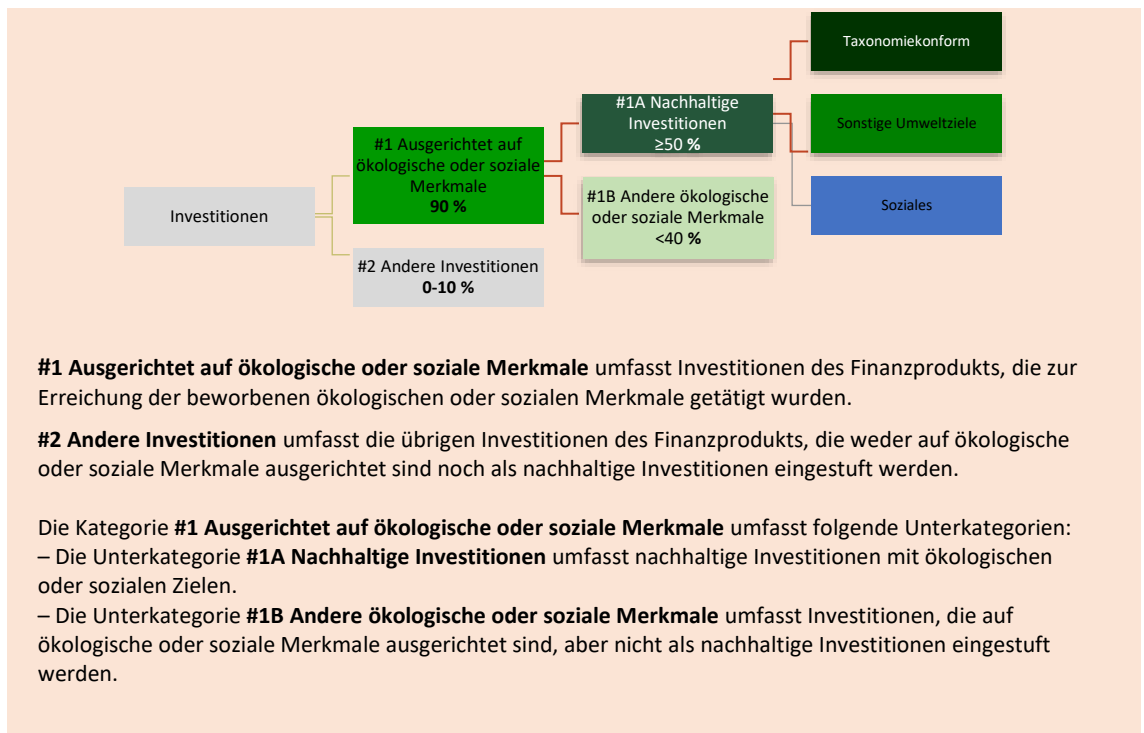 Taxonomiekonform
#1A Nachhaltige
Investitionen
≥50 %
Sonstige Umweltziele
#1 Ausgerichtet auf
ökologische oder soziale
Merkmale
90 %
#1B Andere ökologische
oder soziale Merkmale
<40 %
Soziales
Investitionen
#2 Andere Investitionen
0-10 %
#1 Ausgerichtet auf ökologische oder soziale Merkmale umfasst Investitionen des Finanzprodukts, die zur
Erreichung der beworbenen ökologischen oder sozialen Merkmale getätigt wurden.
#2 Andere Investitionen umfasst die übrigen Investitionen des Finanzprodukts, die weder auf ökologische
oder soziale Merkmale ausgerichtet sind noch als nachhaltige Investitionen eingestuft werden.
Die Kategorie #1 Ausgerichtet auf ökologische oder soziale Merkmale umfasst folgende Unterkategorien:
– Die Unterkategorie #1A Nachhaltige Investitionen umfasst nachhaltige Investitionen mit ökologischen
oder sozialen Zielen.
– Die Unterkategorie #1B Andere ökologische oder soziale Merkmale umfasst Investitionen, die auf
ökologische oder soziale Merkmale ausgerichtet sind, aber nicht als nachhaltige Investitionen eingestuft
werden.